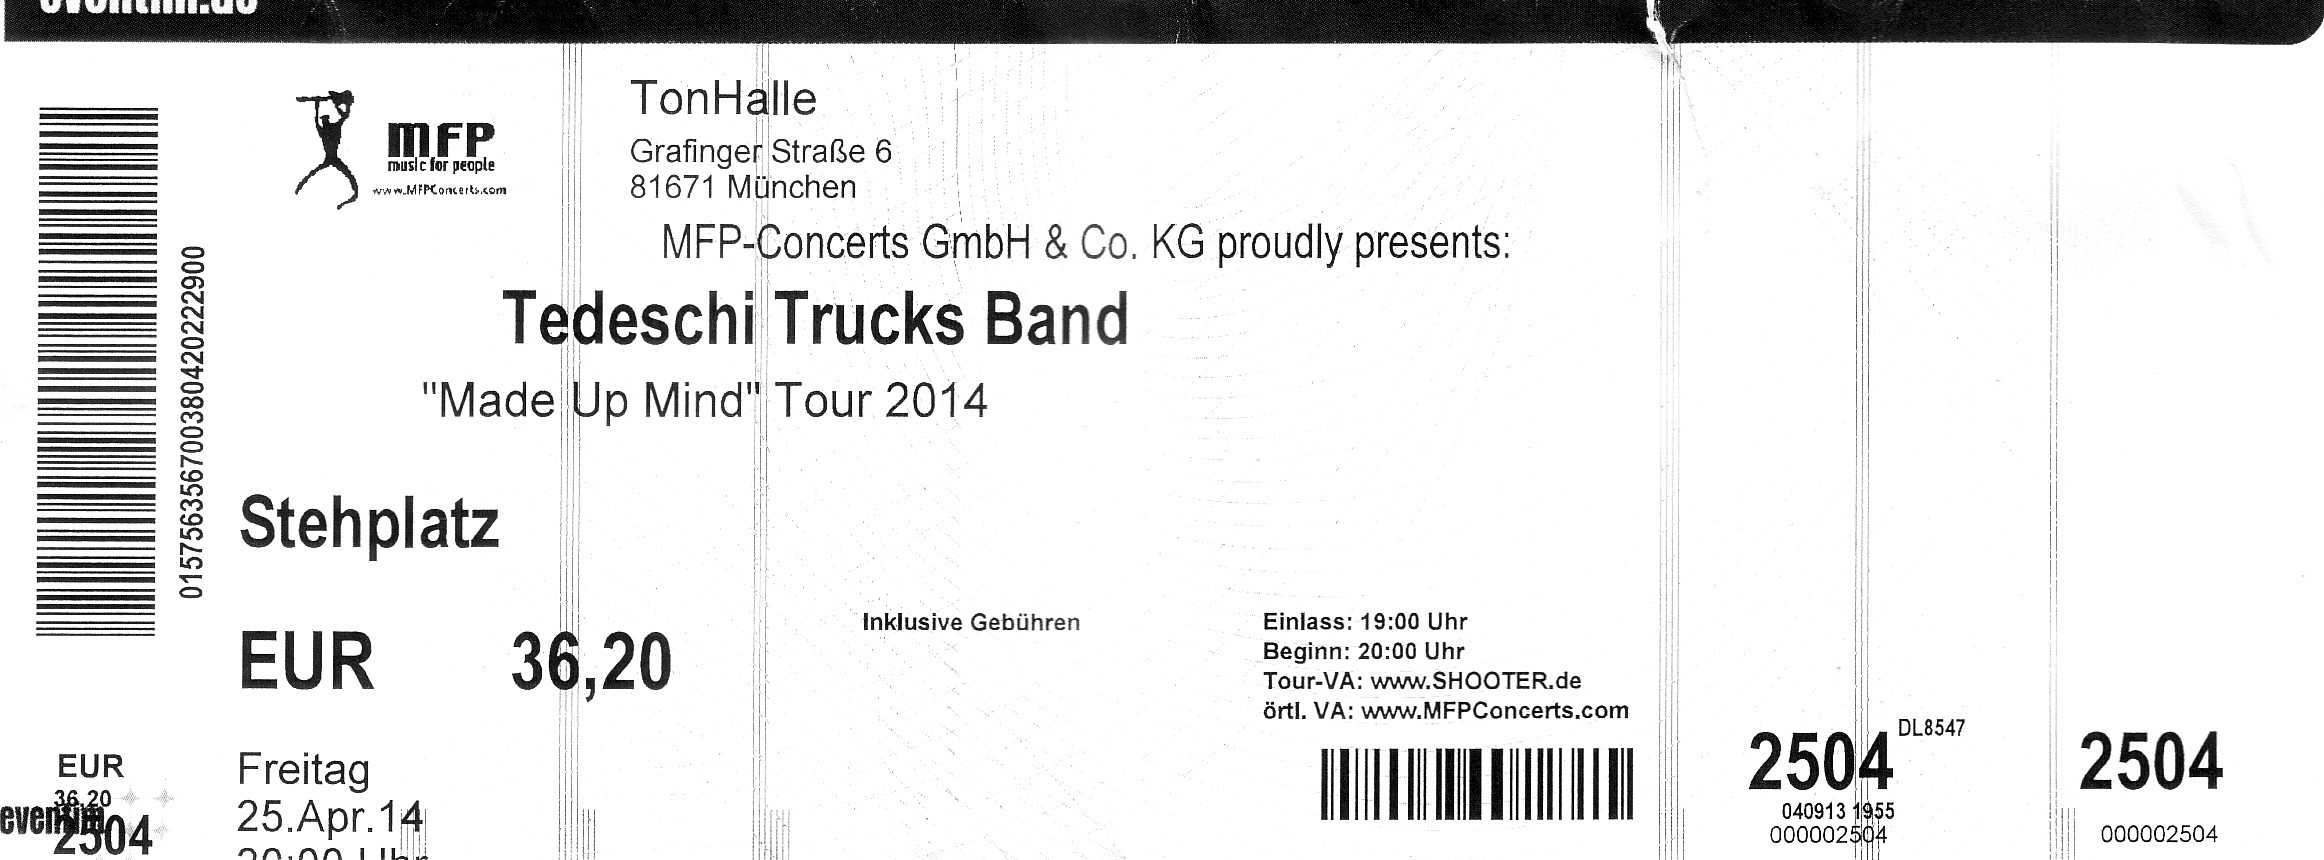 eventim.de
MFP
music for people
www.MFPConcerts.com
TonHalle
Grafinger Straße 6
81671 München
MFP-Concerts GmbH & Co. KG proudly presents:
Tedeschi Trucks Band
"Made Up Mind" Tour 2014
015756356700380420222900
Stehplatz
EUR 36,20
Inklusive Gebühren
Einlass: 19:00 Uhr
Beginn: 20:00 Uhr
Tour-VA: www.SHOOTER.de
örtl. VA: www.MFPConcerts.com
Freitag
25.Apr.14
20:00 Uhr
EUR
36,20
eventim
2504
2504 DL8547
040913 1955
000002504
2504
000002504